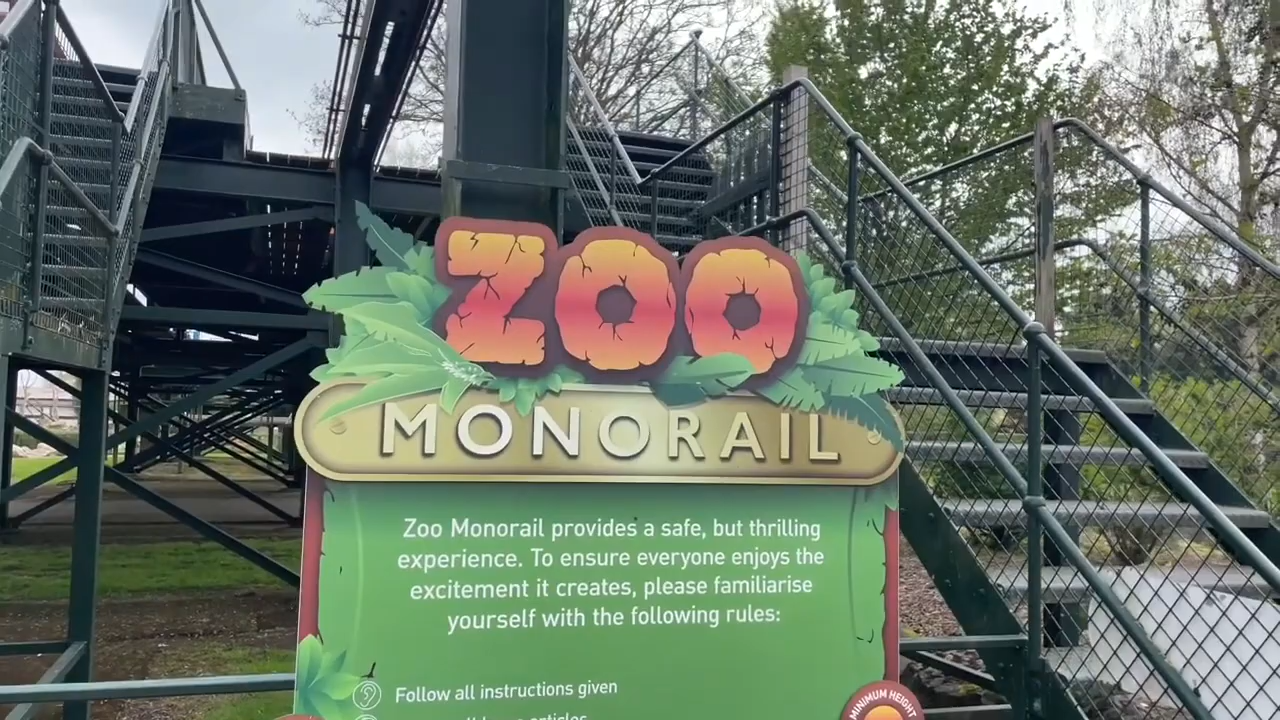 ZOO
MONORAIL
Zoo Monorail provides a safe, but thrilling
experience. To ensure everyone enjoys the
excitement it creates, please familiarise
yourself with the following rules:
Follow all instructions given
articles
MINIMUM HEIGHT